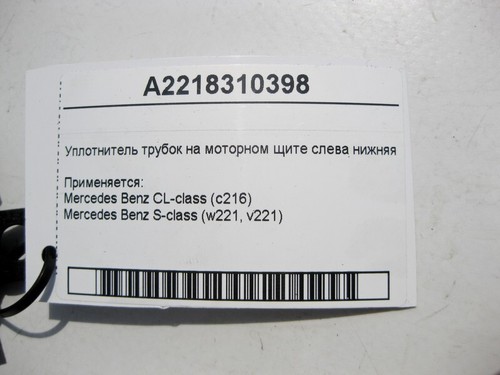 A2218310398
Уплотнитель трубок на моторном щите слева нижняя
Применяется:
Mercedes Benz CL-class (c216)
Mercedes Benz S-class (w221, v221)